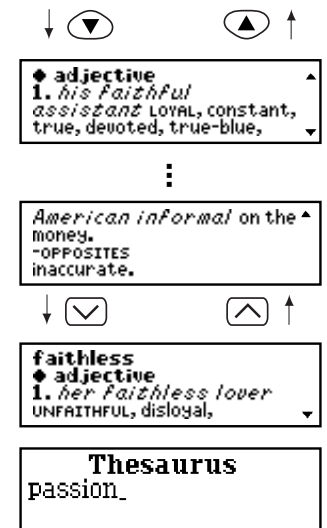 ◆ adjective
1. his faithful
assistant LOYAL, constant,
true, devoted, true-blue,
American informal on the
money.
-OPPOSITES
inaccurate.
faithless
◆ adjective
1. her faithless lover
UNFAITHFUL, disloyal,
Thesaurus
passion_